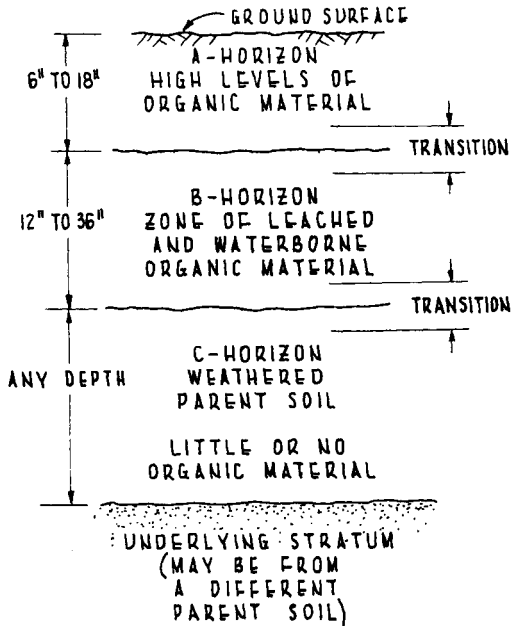 GROUND SURFACE
A-HORIZON
HIGH LEVELS OF
ORGANIC MATERIAL
6" TO 18"
TRANSITION
B-HORIZON
ZONE OF LEACHED
AND WATERBORNE
ORGANIC MATERIAL
12" TO 36"
TRANSITION
C-HORIZON
WEATHERED
PARENT SOIL
ANY DEPTH
LITTLE OR NO
ORGANIC MATERIAL
UNDERLYING STRATUM
(MAY BE FROM
A DIFFERENT
PARENT SOIL)